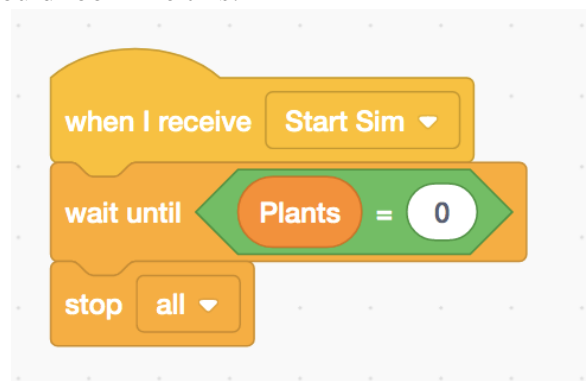 when I receive Start Sim
wait until Plants = 0
stop all